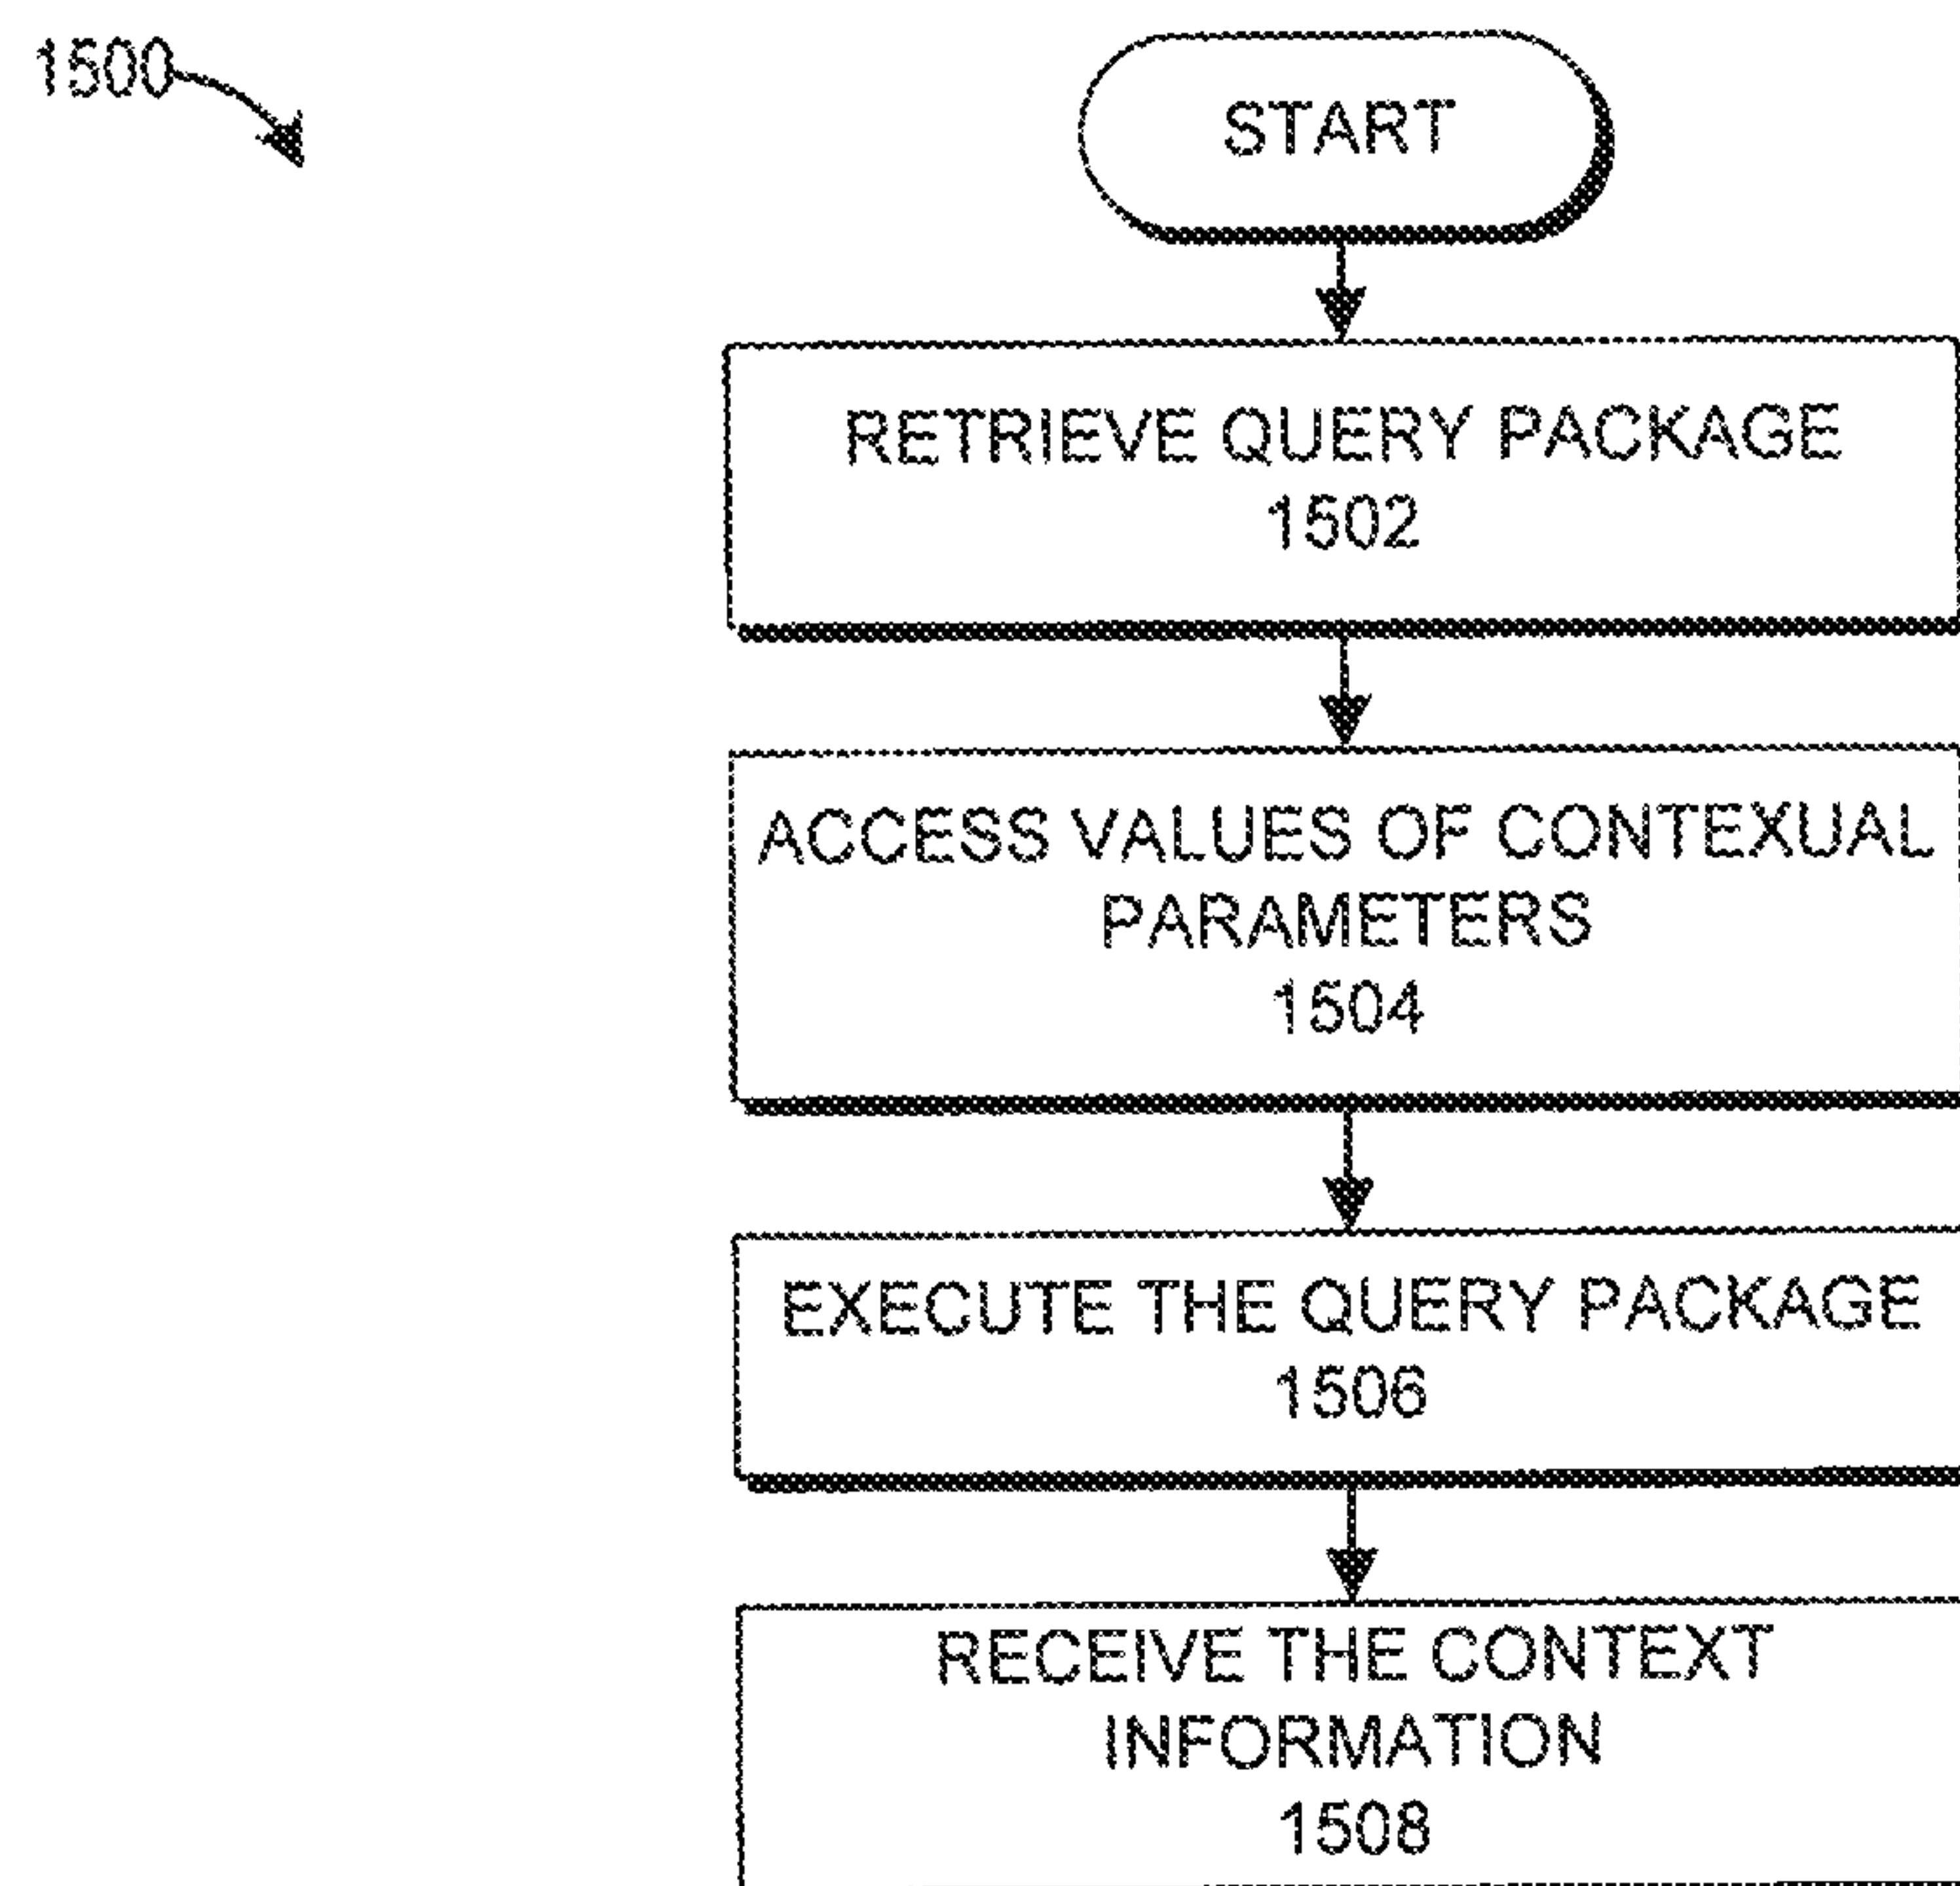 1500
START
RETRIEVE QUERY PACKAGE
1502
ACCESS VALUES OF CONTEXUAL
PARAMETERS
1504
EXECUTE THE QUERY PACKAGE
1506
RECEIVE THE CONTEXT
INFORMATION
1508